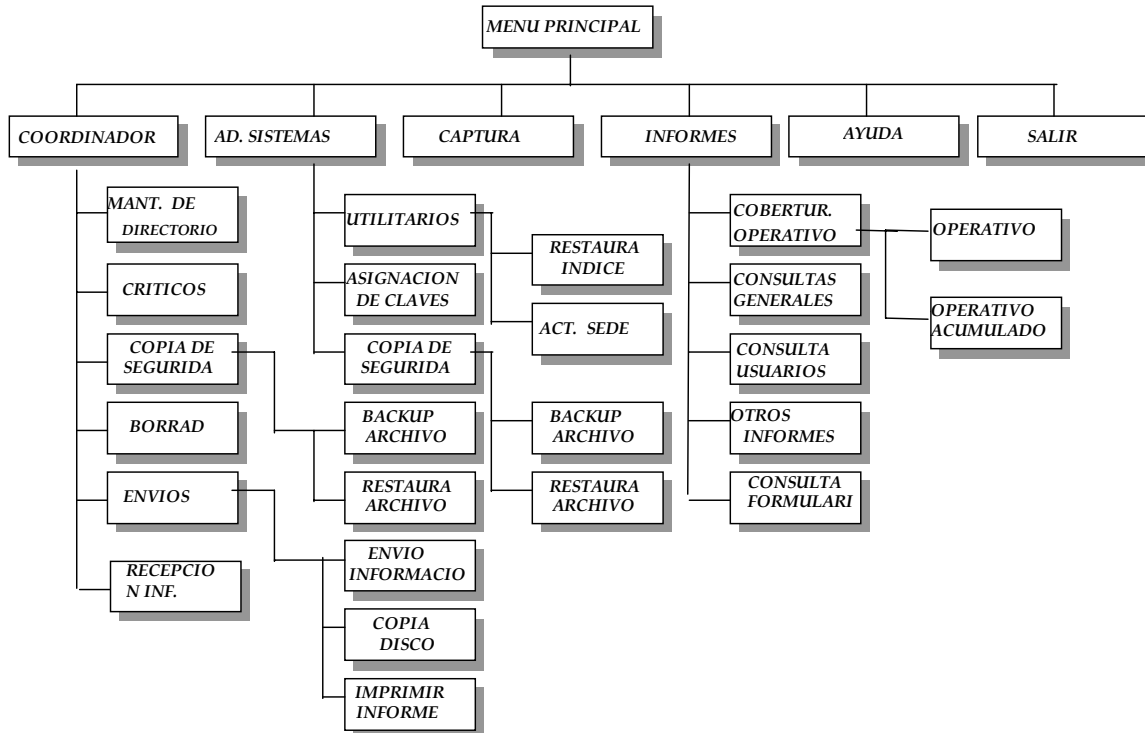 MENU PRINCIPAL
COORDINADOR
AD. SISTEMAS
CAPTURA
INFORMES
AYUDA
SALIR
MANT. DE
DIRECTORIO
CRITICOS
COPIA DE
SEGURIDA
BORRAD
ENVIOS
RECEPCIO
N INF.
UTILITARIOS
ASIGNACION
DE CLAVES
COPIA DE
SEGURIDA
BACKUP
ARCHIVO
RESTAURA
ARCHIVO
ENVIO
INFORMACIO
COPIA
DISCO
IMPRIMIR
INFORME
RESTAURA
INDICE
ACT. SEDE
BACKUP
ARCHIVO
RESTAURA
ARCHIVO
COBERTUR.
OPERATIVO
CONSULTAS
GENERALES
CONSULTA
USUARIOS
OTROS
INFORMES
CONSULTA
FORMULARI
OPERATIVO
OPERATIVO
ACUMULADO